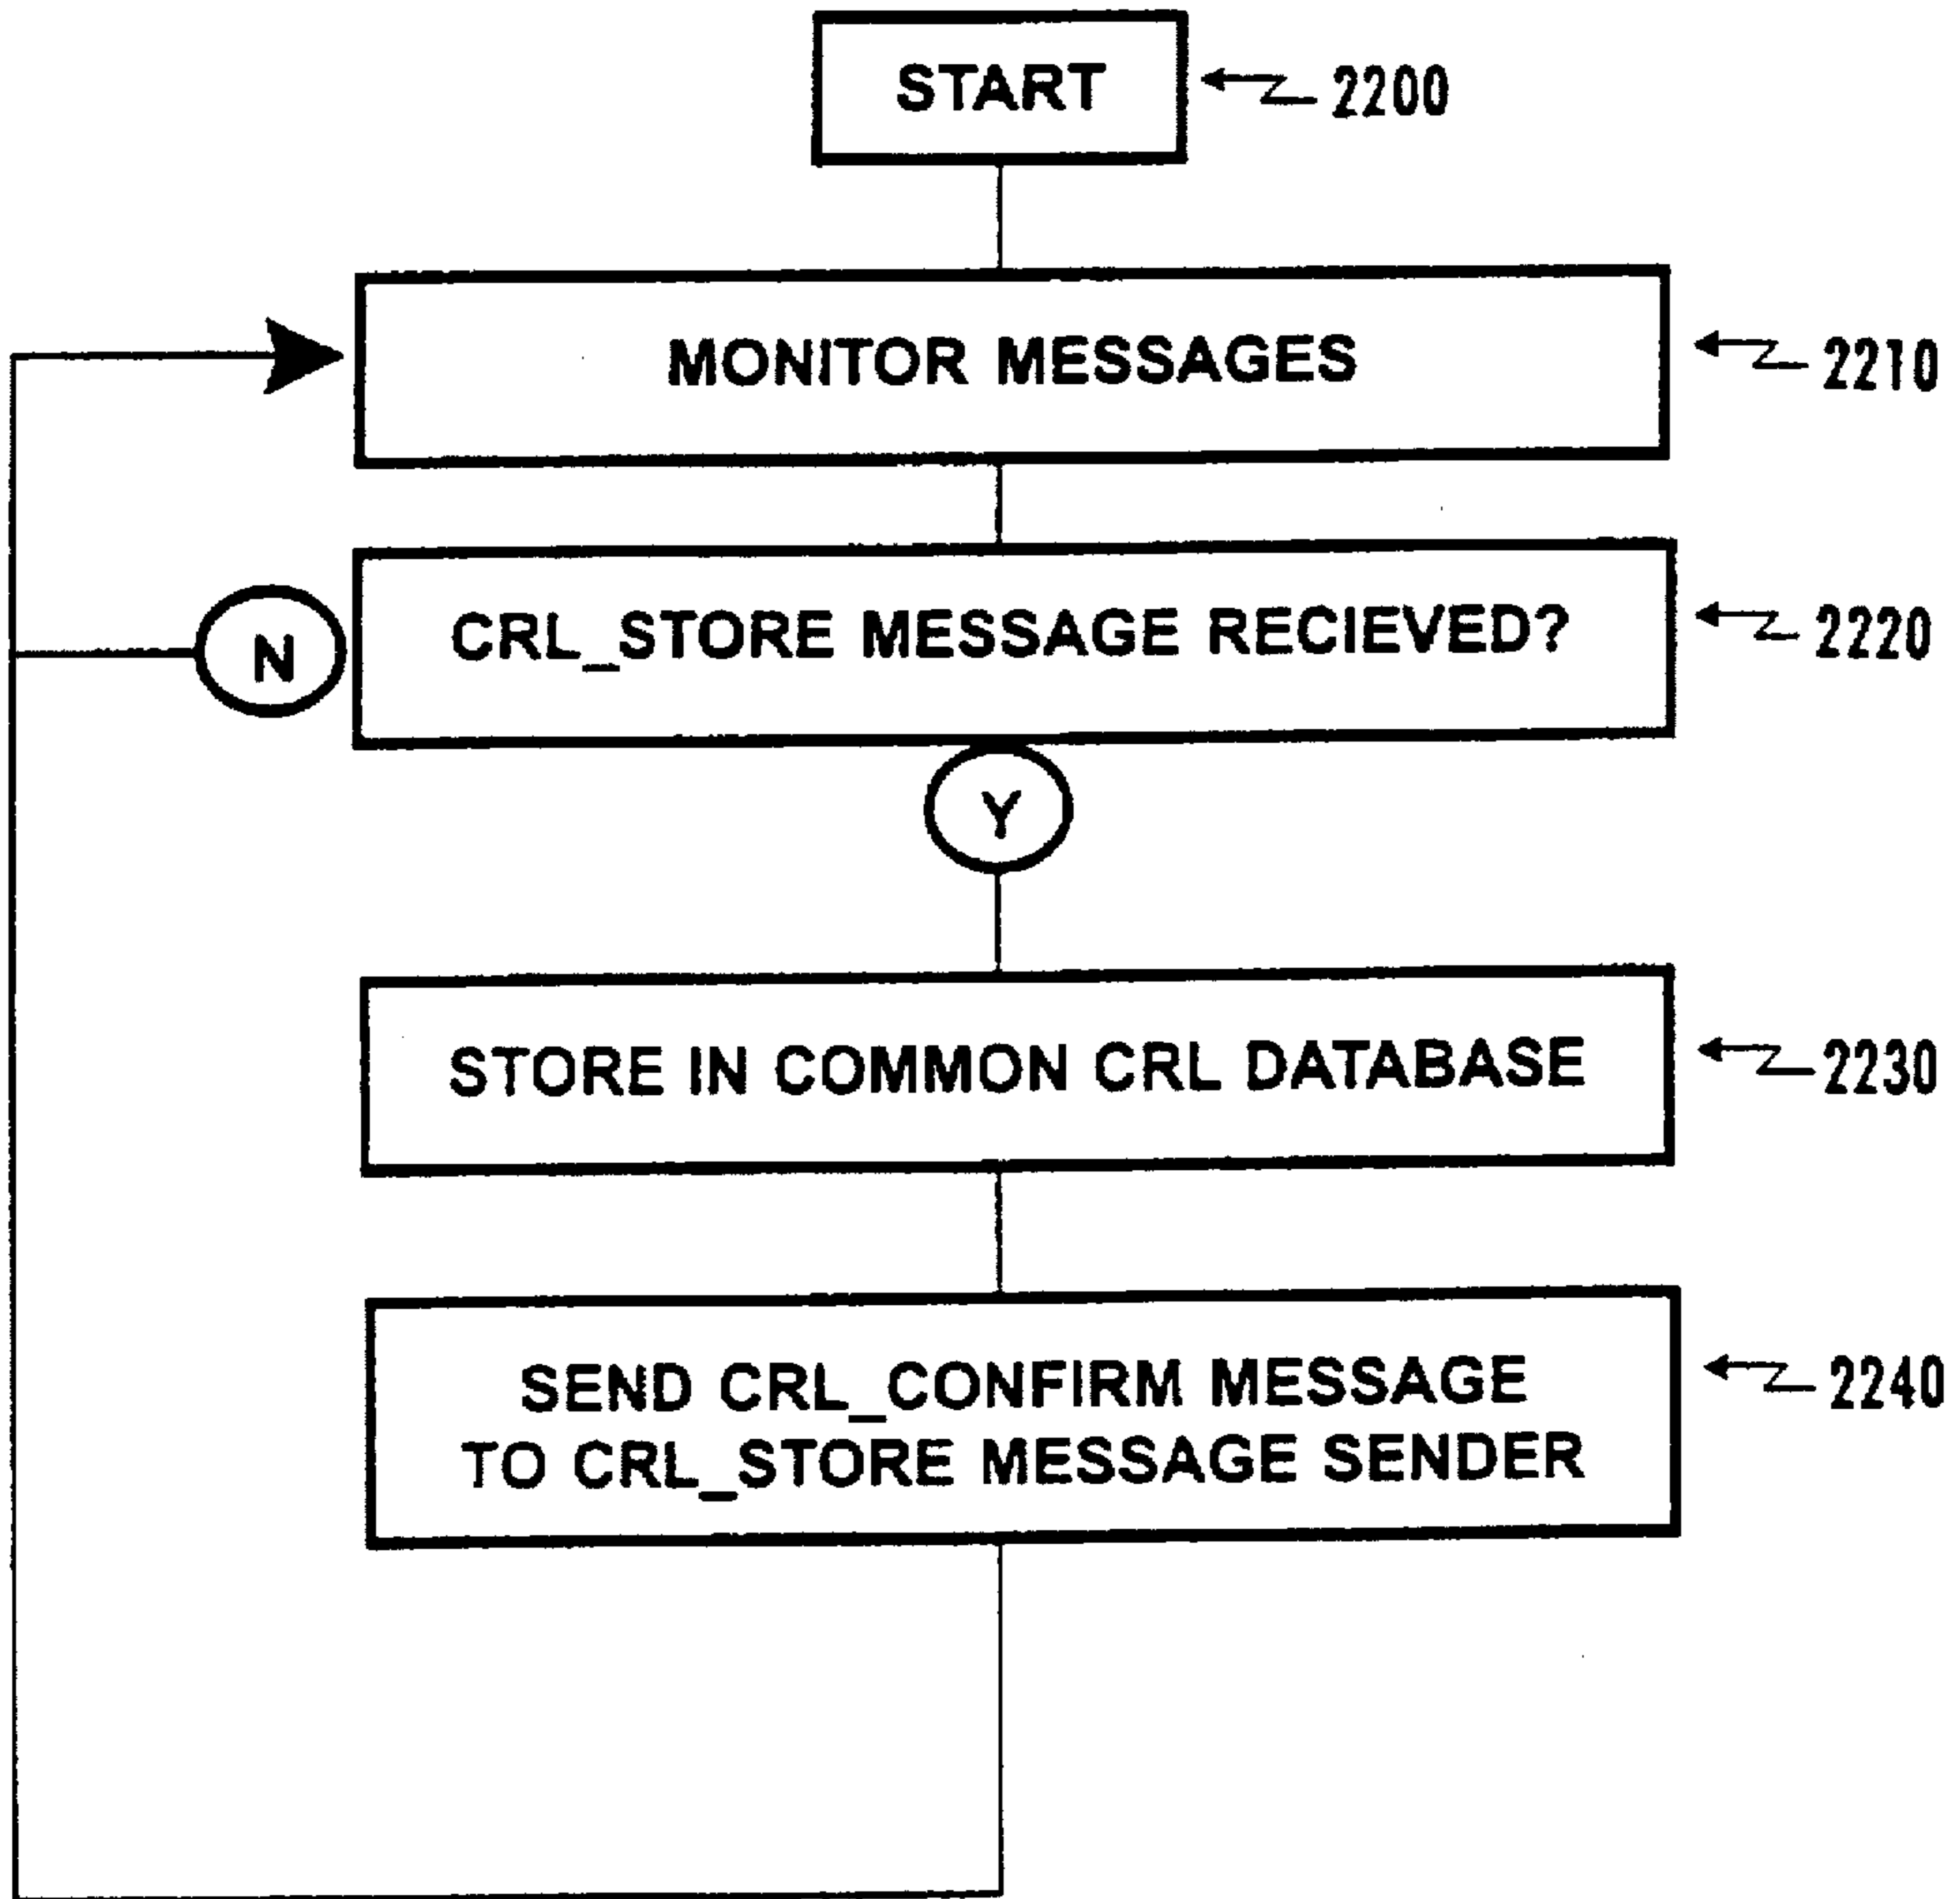 START
2200
MONITOR MESSAGES
2210
CRL_STORE MESSAGE RECIEVED?
2220
N
Y
STORE IN COMMON CRL DATABASE
2230
SEND CRL_CONFIRM MESSAGE
TO CRL_STORE MESSAGE SENDER
2240